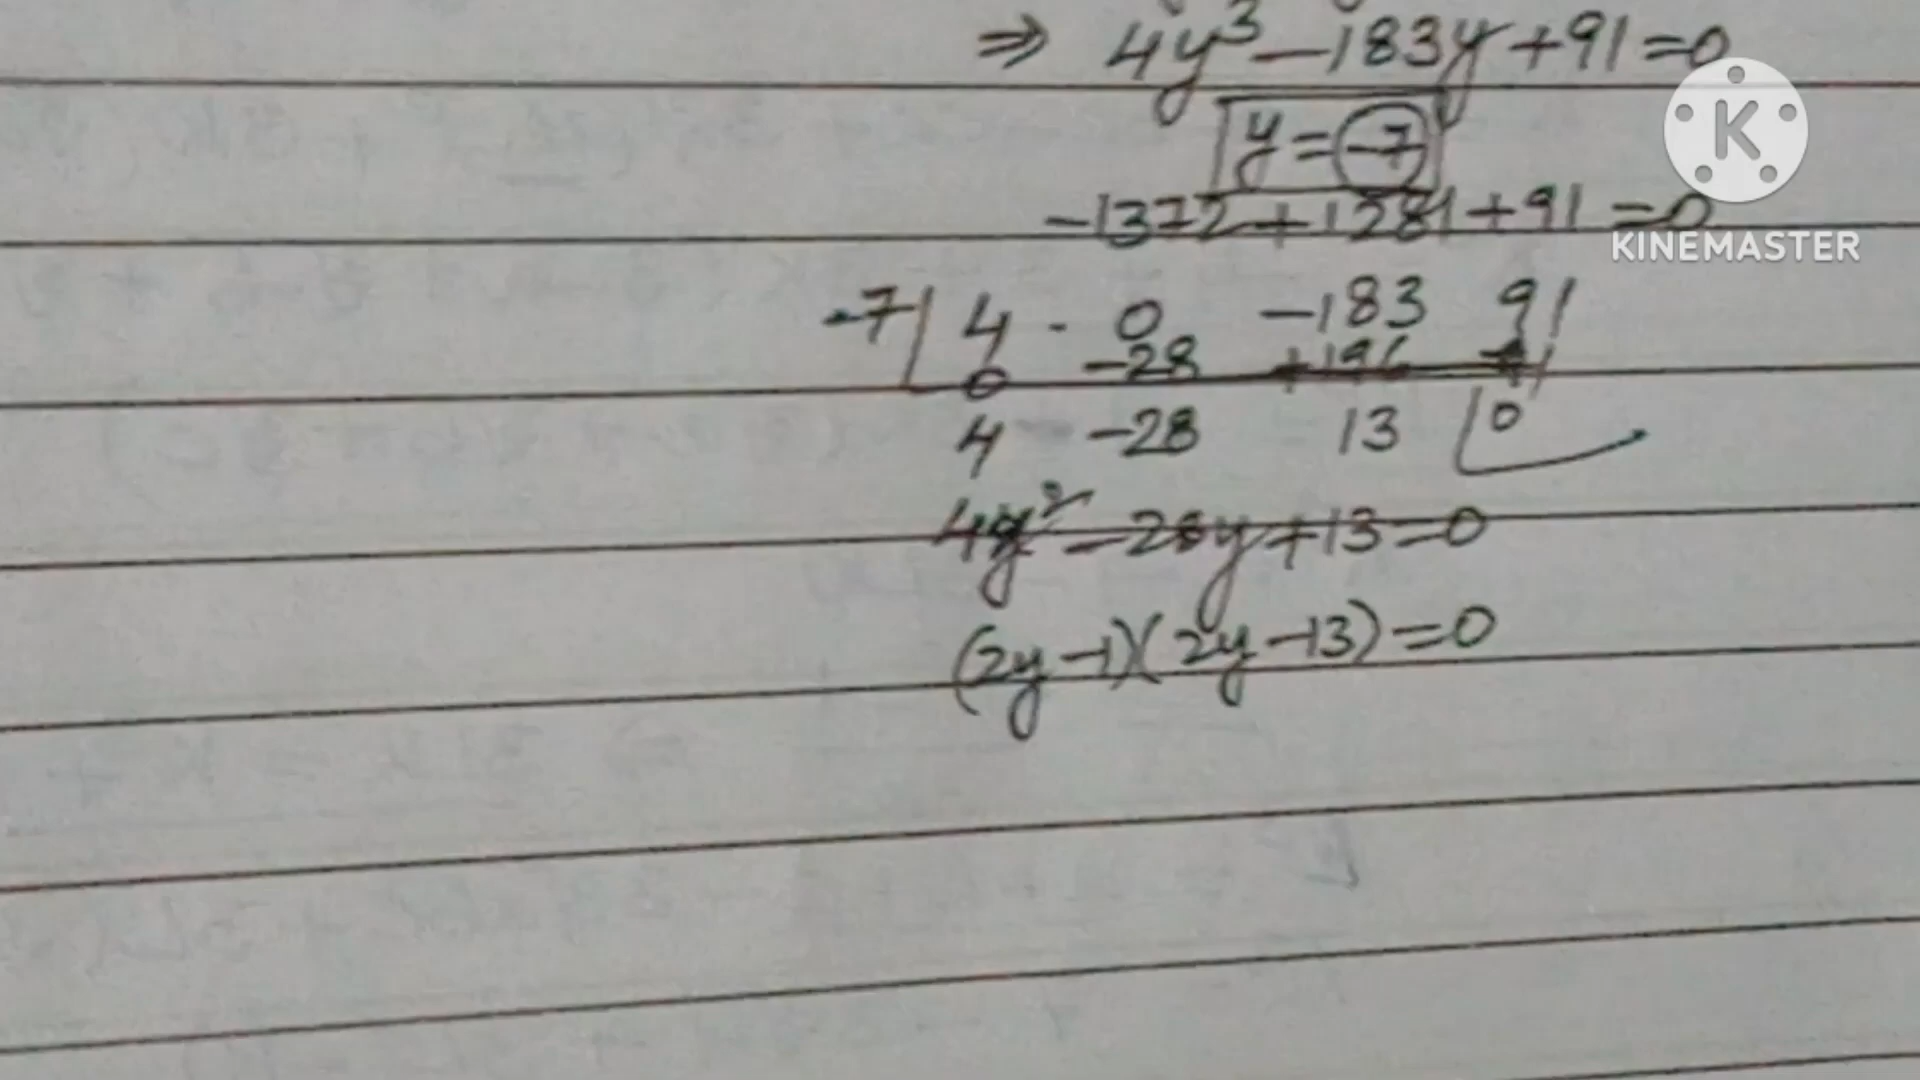 ⇒ 4y³ - 183y + 91 = 0
y = -7
-1372 + 1281 + 91 = 0
K
KINEMASTER
-7 | 4 0 -183 91
0 -28 +196 -91
4 -28 13 | 0
4y² - 28y + 13 = 0
(2y - 1)(2y - 13) = 0